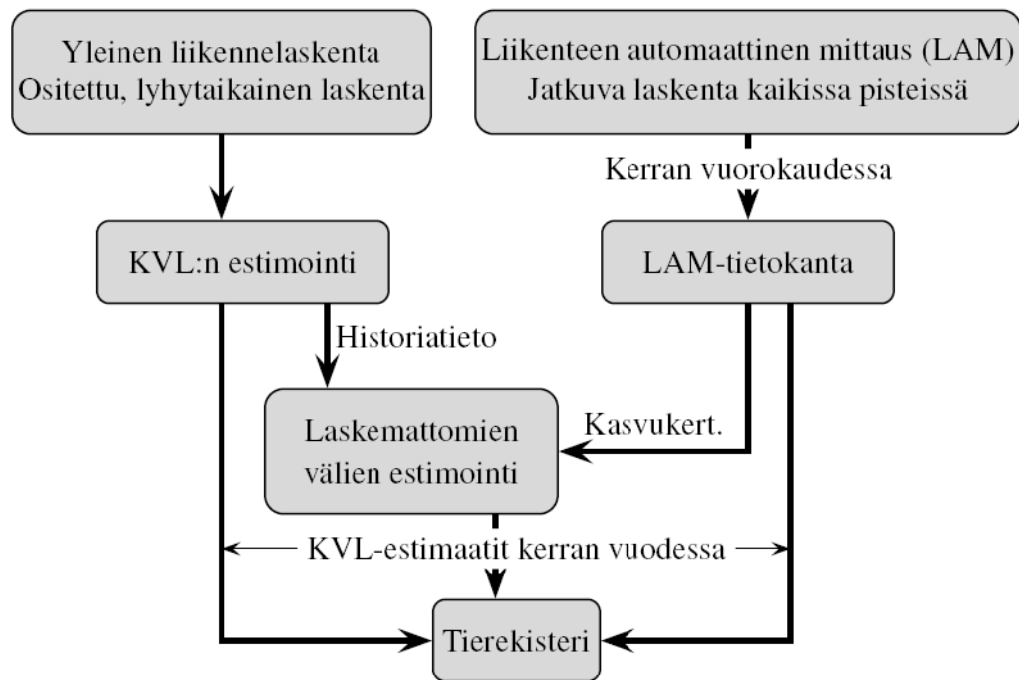 Yleinen liikennelaskenta
Ositettu, lyhytaikainen laskenta
Liikenteen automaattinen mittaus (LAM)
Jatkuva laskenta kaikissa pisteissä
Kerran vuorokaudessa
KVL:n estimointi
LAM-tietokanta
Historiatieto
Kasvukert.
Laskemattomien
välien estimointi
KVL-estimaatit kerran vuodessa
Tierekisteri